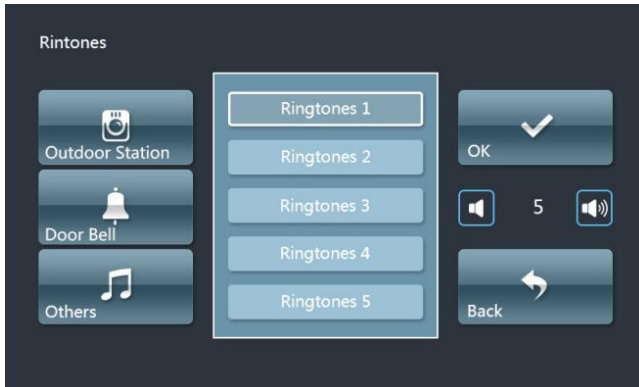 Rintones
Outdoor Station
Door Bell
Others
Ringtones 1
Ringtones 2
Ringtones 3
Ringtones 4
Ringtones 5
OK
5
Back